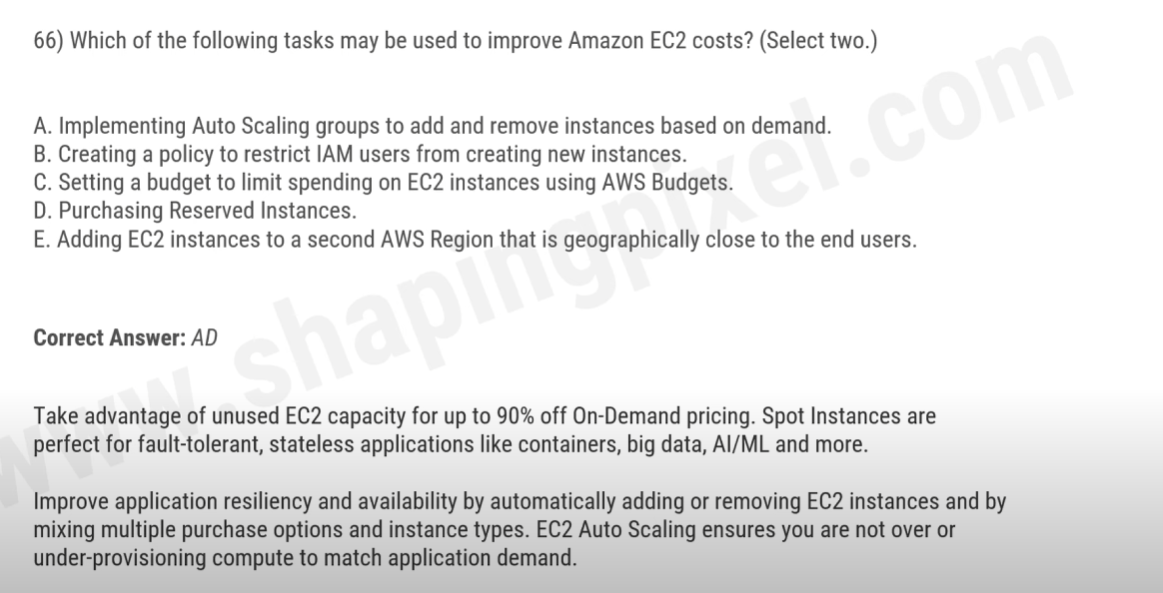 66) Which of the following tasks may be used to improve Amazon EC2 costs? (Select two.)
A. Implementing Auto Scaling groups to add and remove instances based on demand.
B. Creating a policy to restrict IAM users from creating new instances.
C. Setting a budget to limit spending on EC2 instances using AWS Budgets.
D. Purchasing Reserved Instances.
E. Adding EC2 instances to a second AWS Region that is geographically close to the end users.
Correct Answer: AD
Take advantage of unused EC2 capacity for up to 90% off On-Demand pricing. Spot Instances are
perfect for fault-tolerant, stateless applications like containers, big data, AI/ML and more.
Improve application resiliency and availability by automatically adding or removing EC2 instances and by
mixing multiple purchase options and instance types. EC2 Auto Scaling ensures you are not over or
under-provisioning compute to match application demand.
www.shapingpixel.com